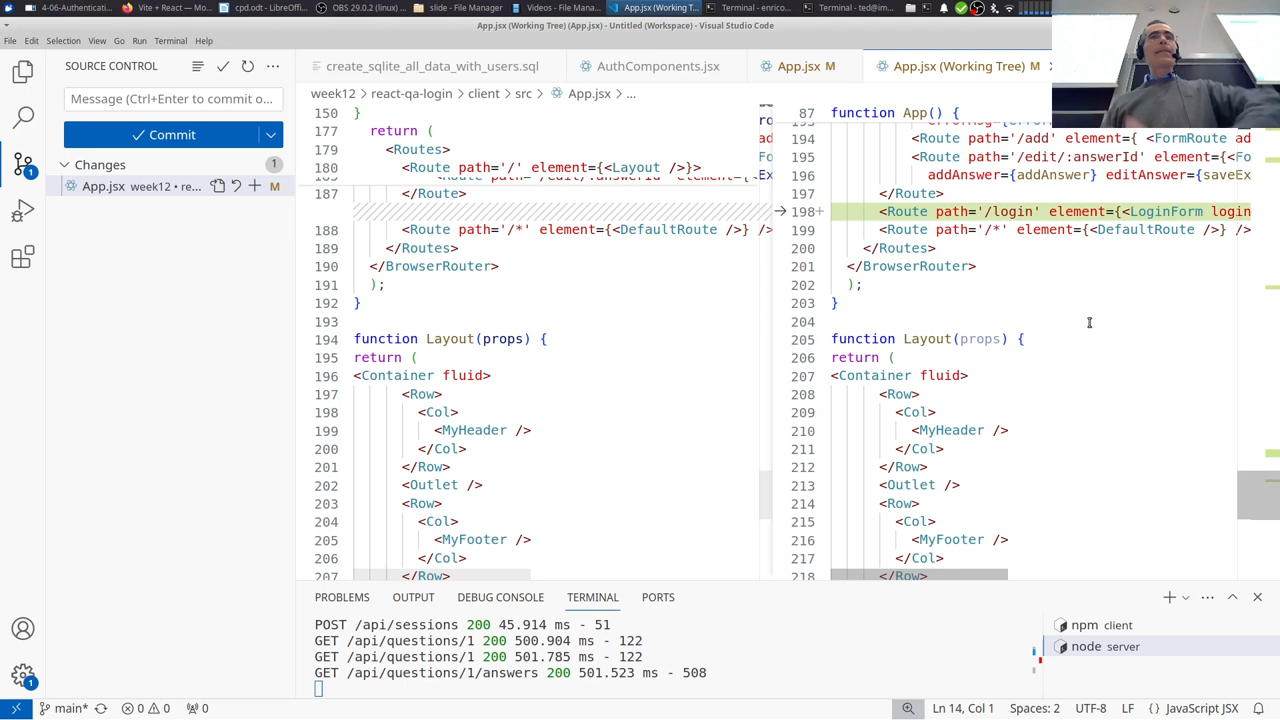 4-06-Authenticati...
Vite + React — Mo...
cpd.odt - LibreOffi...
OBS 29.0.2 (linux) ...
slide - File Manager
Videos - File Mana...
App.jsx (Working T...
Terminal - enrico...
Terminal - ted@im...
App.jsx (Working Tree) (App.jsx) - Untitled (Workspace) - Visual Studio Code
File Edit Selection View Go Run Terminal Help
SOURCE CONTROL
create_sqlite_all_data_with_users.sql
AuthComponents.jsx
App.jsx M
App.jsx (Working Tree) M
Message (Ctrl+Enter to commit o...
week12 > react-qa-login > client > src > App.jsx > ...
Commit
Changes 1
App.jsx week12 • re... M
150 }
177 return (
179 <Routes>
180 <Route path='/' element={<Layout />}>
187 </Route>
188 <Route path='/*' element={<DefaultRoute />} />
189 </Routes>
190 </BrowserRouter>
191 );
192 }
193
194 function Layout(props) {
195 return (
196 <Container fluid>
197 <Row>
198 <Col>
199 <MyHeader />
200 </Col>
201 </Row>
202 <Outlet />
203 <Row>
204 <Col>
205 <MyFooter />
206 </Col>
207 </Row>
87 function App() {
194 <Route path='/add' element={ <FormRoute ad
195 <Route path='/edit/:answerId' element={<Fo
196 addAnswer={addAnswer} editAnswer={saveEx
197 </Route>
198+ <Route path='/login' element={<LoginForm login
199 <Route path='/*' element={<DefaultRoute />} />
200 </Routes>
201 </BrowserRouter>
202 );
203 }
204
205 function Layout(props) {
206 return (
207 <Container fluid>
208 <Row>
209 <Col>
210 <MyHeader />
211 </Col>
212 </Row>
213 <Outlet />
214 <Row>
215 <Col>
216 <MyFooter />
217 </Col>
218 </Row>
PROBLEMS OUTPUT DEBUG CONSOLE TERMINAL PORTS
POST /api/sessions 200 45.914 ms - 51
GET /api/questions/1 200 500.904 ms - 122
GET /api/questions/1 200 501.785 ms - 122
GET /api/questions/1/answers 200 501.523 ms - 508
npm client
node server
1
1
main* 0 0 0
Ln 14, Col 1 Spaces: 2 UTF-8 LF {} JavaScript JSX